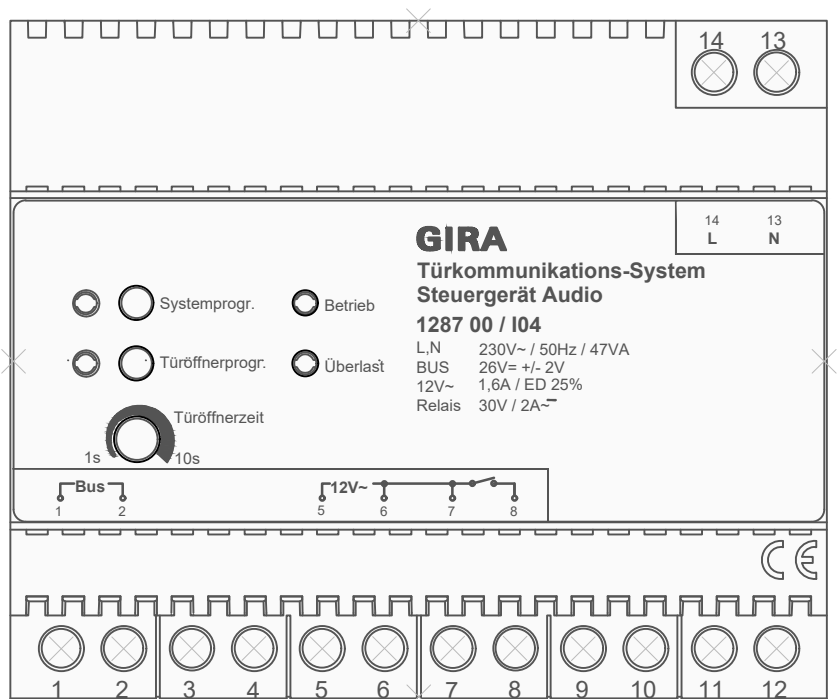 14 13
14 13
L N
GIRA
Türkommunikations-System
Steuergerät Audio
1287 00 / I04
L,N 230V~ / 50Hz / 47VA
BUS 26V= +/- 2V
12V~ 1,6A / ED 25%
Relais 30V / 2A~
Systemprogr. Betrieb
Türöffnerprogr. Überlast
Türöffnerzeit
1s 10s
Bus 12V~
1 2 5 6 7 8
CE
1 2 3 4 5 6 7 8 9 10 11 12